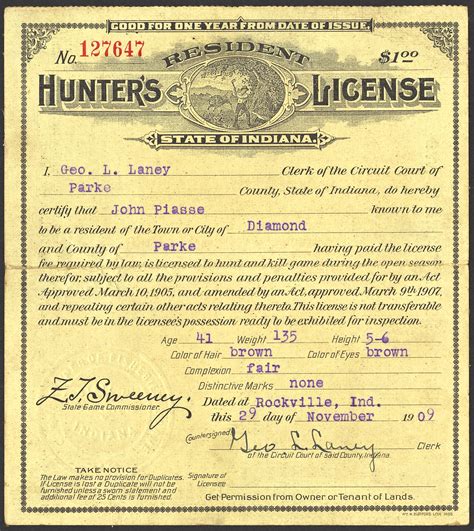 GOOD FOR ONE YEAR FROM DATE OF ISSUE.
No. 127647 RESIDENT $1.00
HUNTER'S LICENSE
STATE OF INDIANA.
I, Geo. L. Laney Clerk of the Circuit Court of
Parke County, State of Indiana, do hereby
certify that John Piasse known to me
to be a resident of the Town or City of Diamond
and County of Parke having paid the license
fee required by law, is licensed to hunt and kill game during the open season
therefor, subject to all the provisions and penalties provided for by an Act
Approved March 10, 1905, and amended by an Act, approved March 9th 1907,
and repealing certain other acts relating thereto. This license is not transferable
and must be in the licensee's possession ready to be exhibited for inspection.
Age 41 Weight 135 Height 5-6
Color of Hair brown Color of Eyes brown
Complexion fair
Distinctive Marks none
Z.T. Sweeney.
State Game Commissioner.
Dated at Rockville, Ind.
this 29 day of November 1909
Countersigned Geo L. Laney Clerk
of the Circuit Court of said County, Indiana.
TAKE NOTICE
The Law makes no provision for Duplicates.
If License is Lost a Duplicate will not be
furnished unless a sworn statement and
additional fee of 25 Cents is furnished.
Signature of
Licensee
Get Permission from Owner or Tenant of Lands.